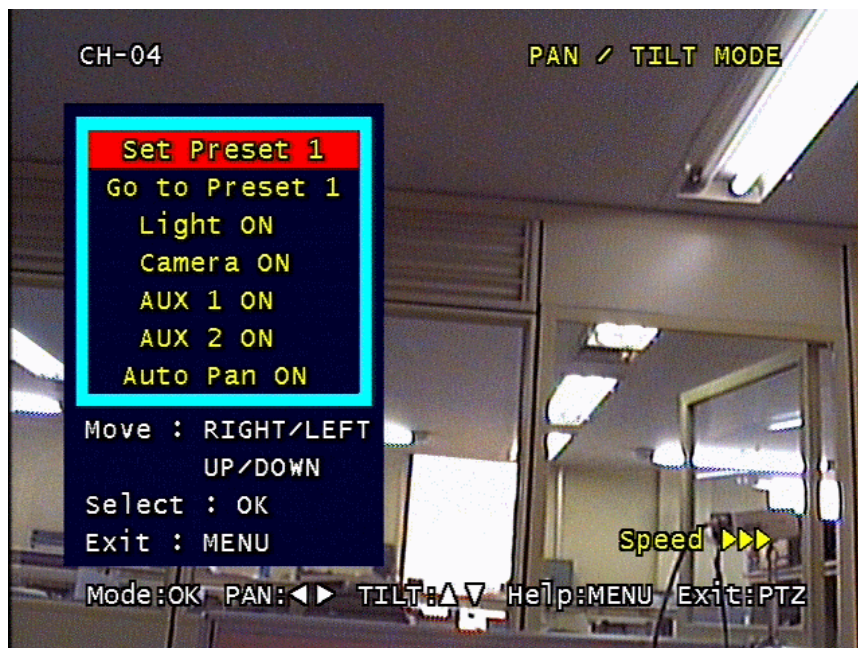 CH-04 PAN / TILT MODE
Set Preset 1
Go to Preset 1
Light ON
Camera ON
AUX 1 ON
AUX 2 ON
Auto Pan ON
Move : RIGHT/LEFT
UP/DOWN
Select : OK
Exit : MENU
Speed ▷▷▷
Mode:OK PAN:◀▶ TILT:△▽ Help:MENU Exit:PTZ